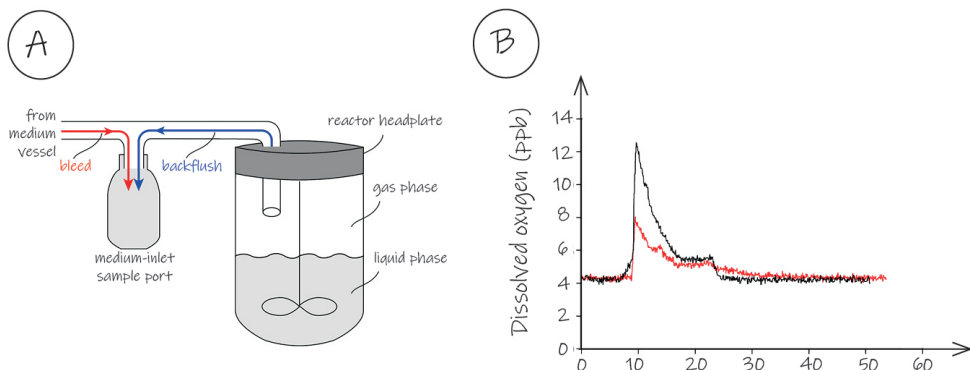 A
from
medium
vessel
bleed
backflush
medium-inlet
sample port
reactor headplate
gas phase
liquid phase
B
Dissolved oxygen (ppb)
14
12
10
8
6
4
2
0
0
10
20
30
40
50
60